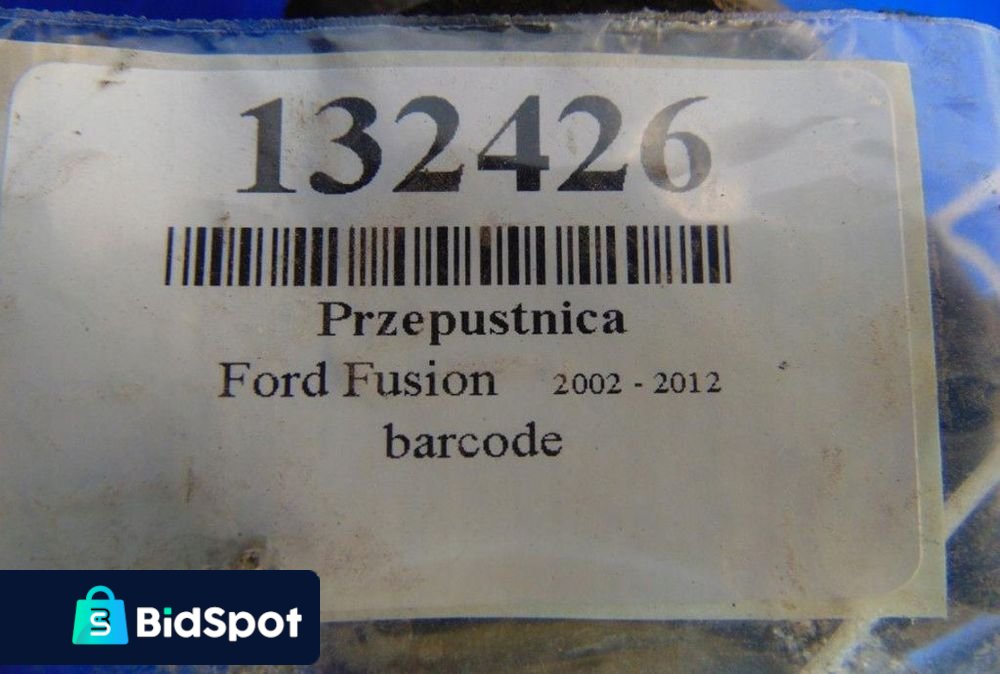 132426
Przepustnica
Ford Fusion 2002 - 2012
barcode
BidSpot